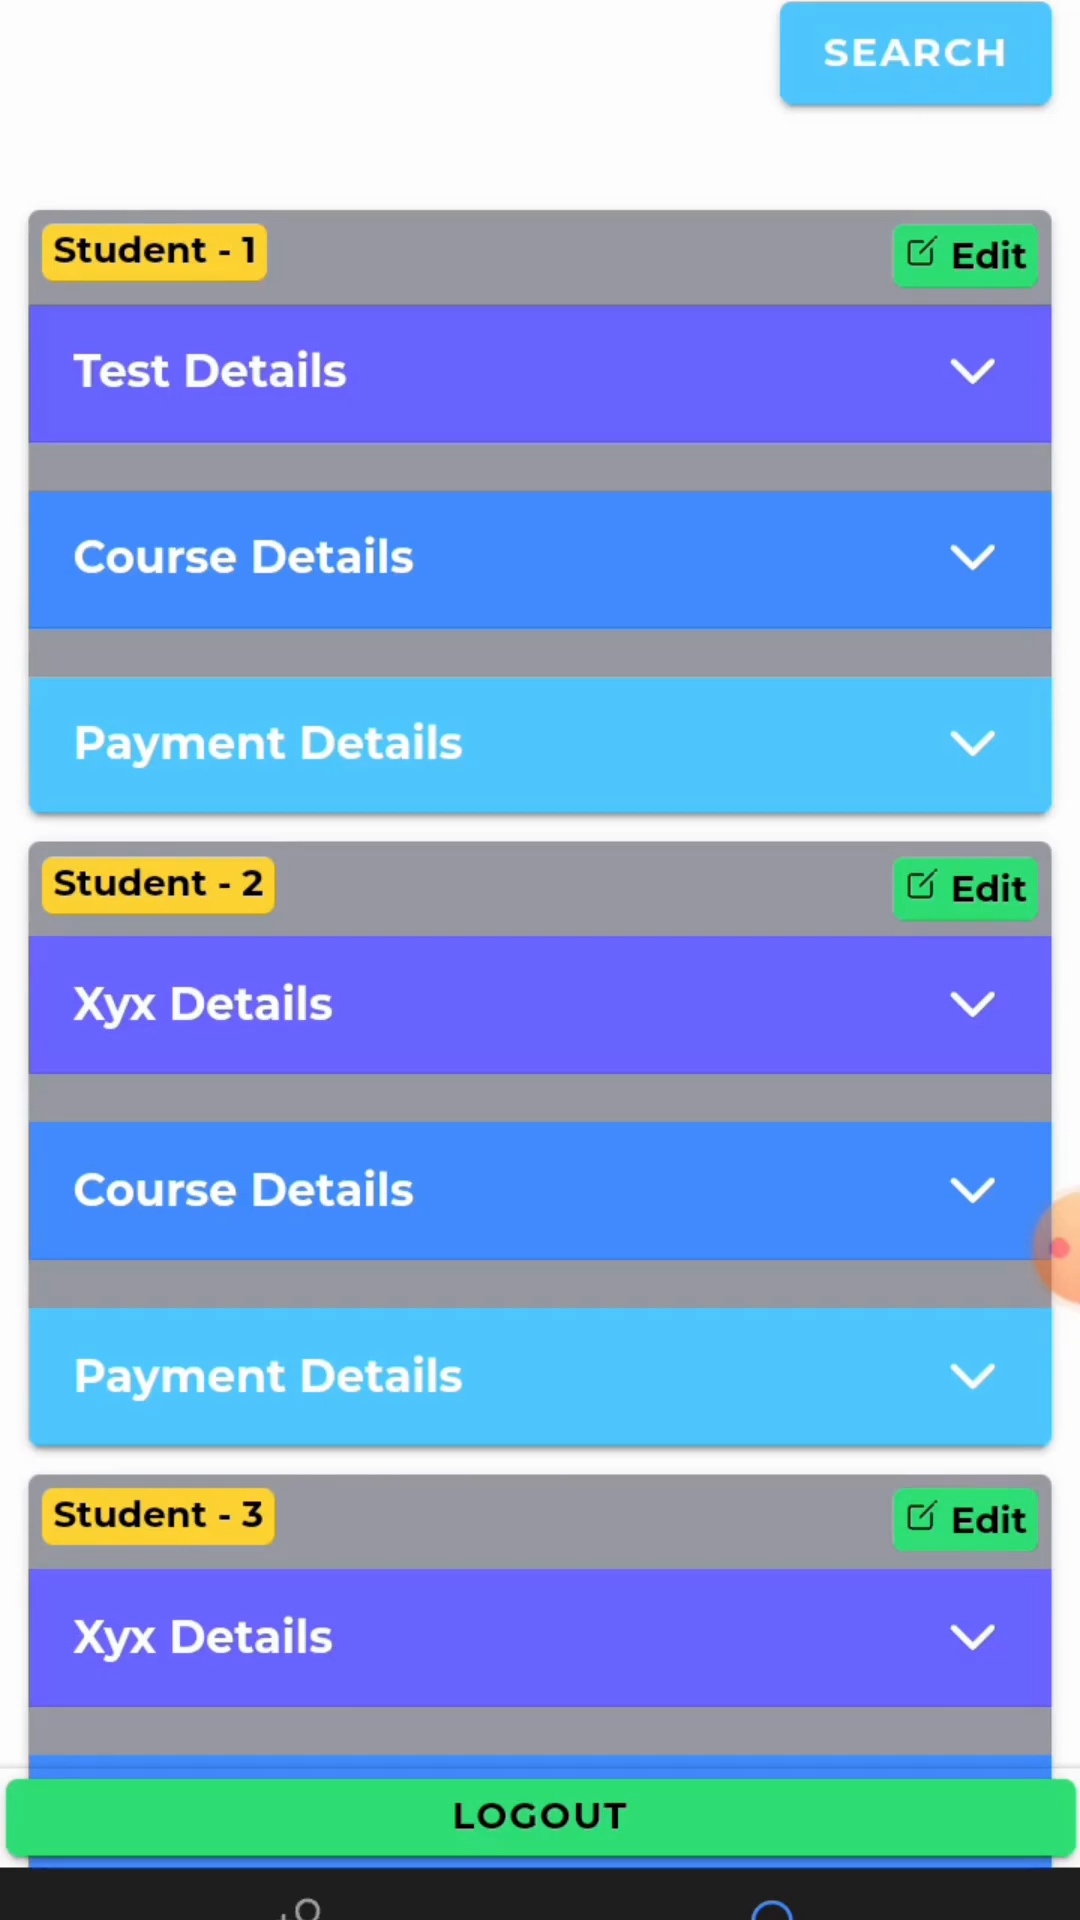 SEARCH
Student - 1
Edit
Test Details
Course Details
Payment Details
Student - 2
Edit
Xyx Details
Course Details
Payment Details
Student - 3
Edit
Xyx Details
LOGOUT